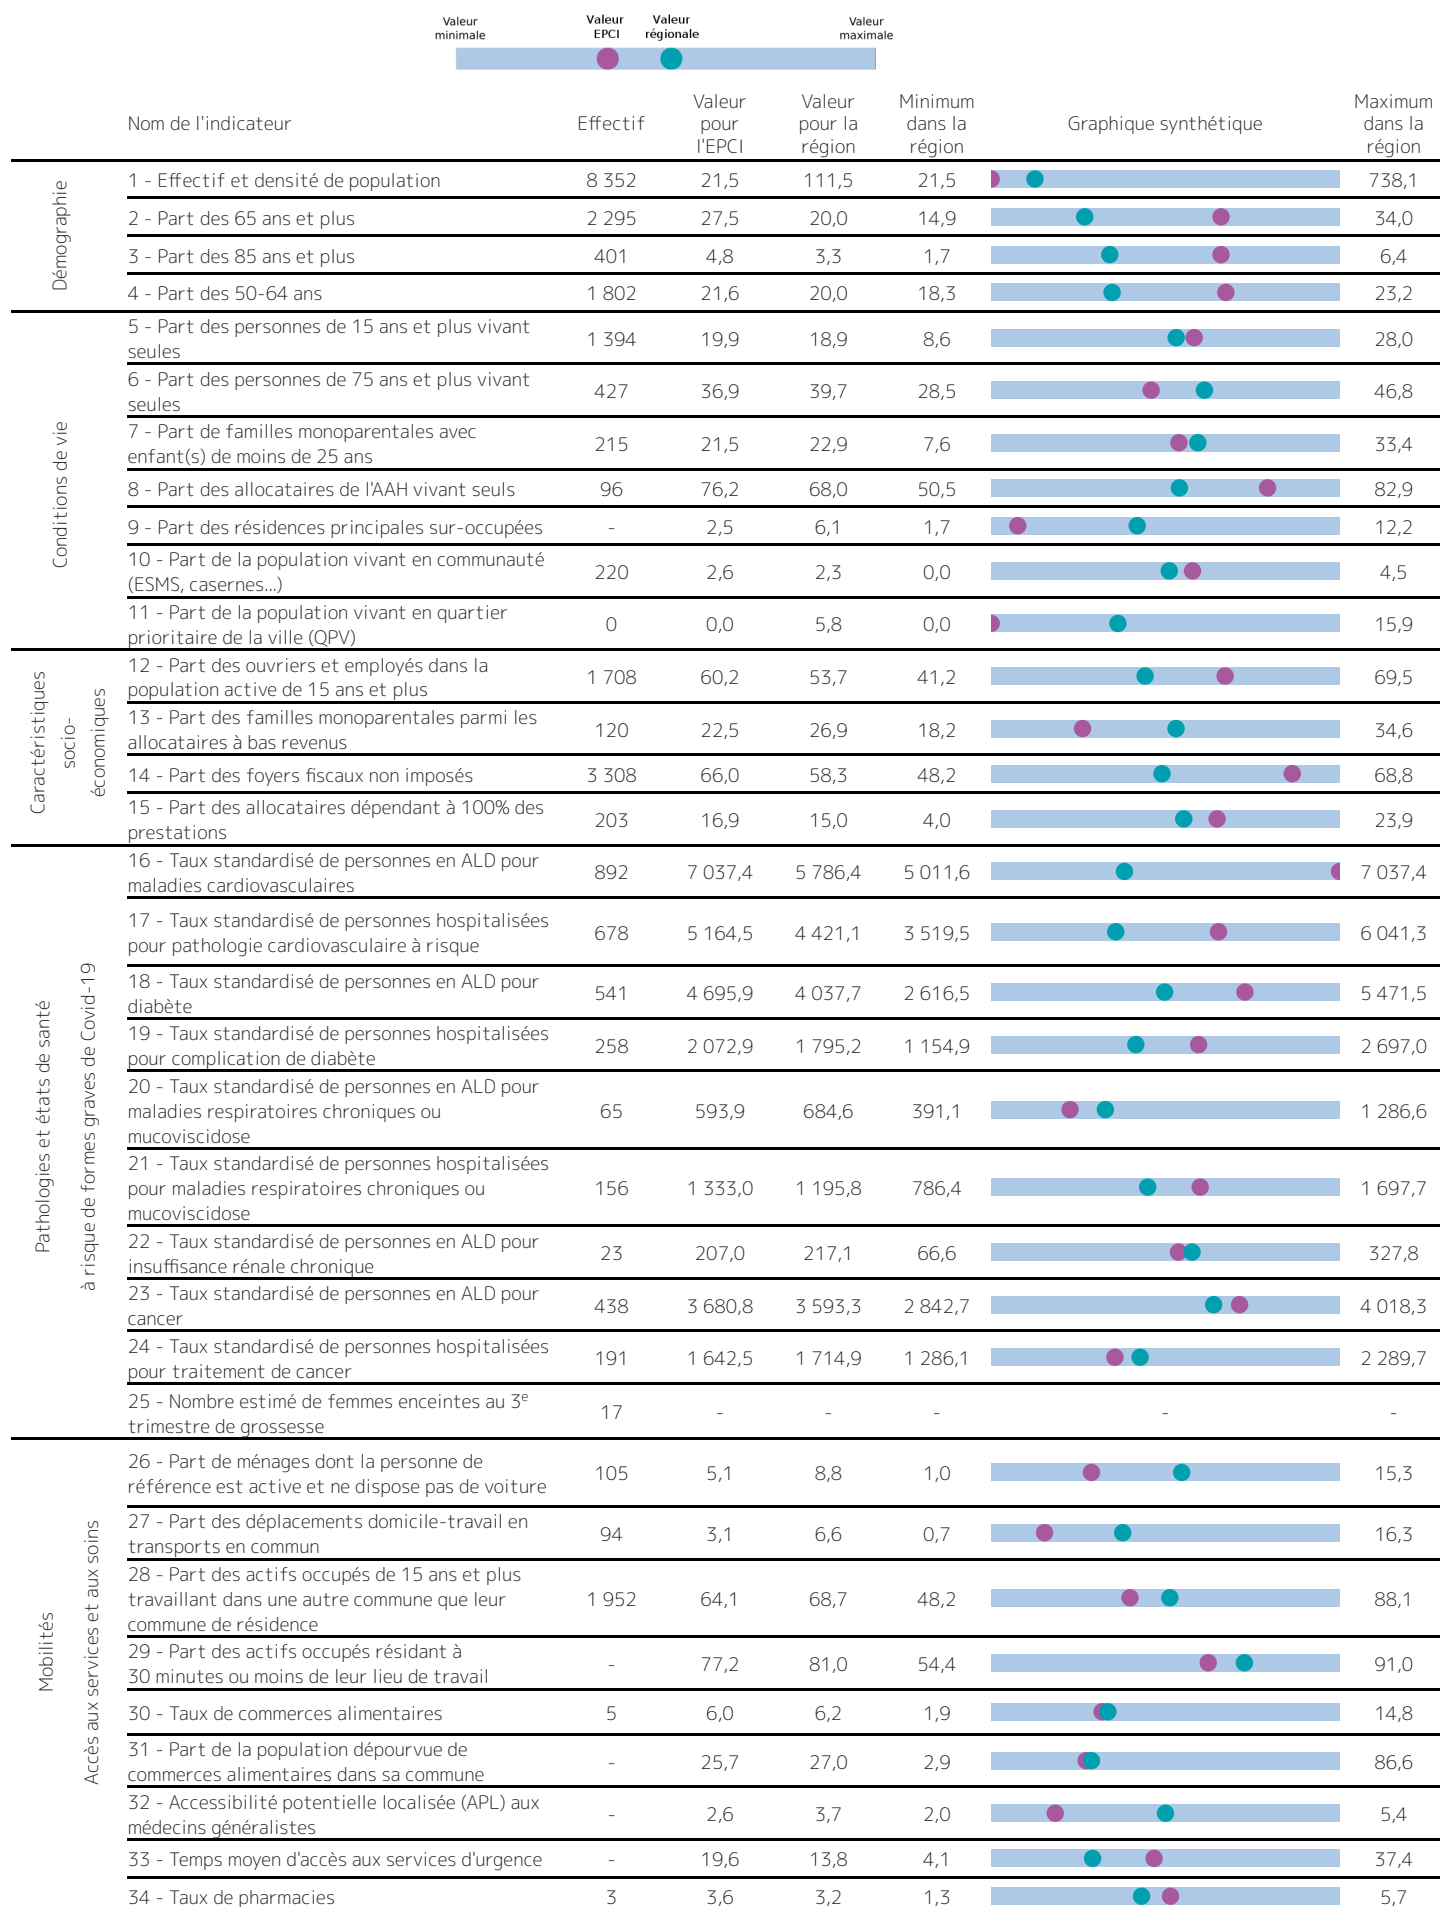 Valeur
minimale
Valeur
EPCI
Valeur
régionale
Valeur
maximale
Nom de l'indicateur
Effectif
Valeur
pour
l'EPCI
Valeur
pour la
région
Minimum
dans la
région
Graphique synthétique
Maximum
dans la
région
Démographie
1 - Effectif et densité de population 8 352 21,5 111,5 21,5 738,1
2 - Part des 65 ans et plus 2 295 27,5 20,0 14,9 34,0
3 - Part des 85 ans et plus 401 4,8 3,3 1,7 6,4
4 - Part des 50-64 ans 1 802 21,6 20,0 18,3 23,2
Conditions de vie
5 - Part des personnes de 15 ans et plus vivant
seules 1 394 19,9 18,9 8,6 28,0
6 - Part des personnes de 75 ans et plus vivant
seules 427 36,9 39,7 28,5 46,8
7 - Part de familles monoparentales avec
enfant(s) de moins de 25 ans 215 21,5 22,9 7,6 33,4
8 - Part des allocataires de l'AAH vivant seuls 96 76,2 68,0 50,5 82,9
9 - Part des résidences principales sur-occupées - 2,5 6,1 1,7 12,2
10 - Part de la population vivant en communauté
(ESMS, casernes...) 220 2,6 2,3 0,0 4,5
11 - Part de la population vivant en quartier
prioritaire de la ville (QPV) 0 0,0 5,8 0,0 15,9
Caractéristiques
socio-
économiques
12 - Part des ouvriers et employés dans la
population active de 15 ans et plus 1 708 60,2 53,7 41,2 69,5
13 - Part des familles monoparentales parmi les
allocataires à bas revenus 120 22,5 26,9 18,2 34,6
14 - Part des foyers fiscaux non imposés 3 308 66,0 58,3 48,2 68,8
15 - Part des allocataires dépendant à 100% des
prestations 203 16,9 15,0 4,0 23,9
Pathologies et états de santé
à risque de formes graves de Covid-19
16 - Taux standardisé de personnes en ALD pour
maladies cardiovasculaires 892 7 037,4 5 786,4 5 011,6 7 037,4
17 - Taux standardisé de personnes hospitalisées
pour pathologie cardiovasculaire à risque 678 5 164,5 4 421,1 3 519,5 6 041,3
18 - Taux standardisé de personnes en ALD pour
diabète 541 4 695,9 4 037,7 2 616,5 5 471,5
19 - Taux standardisé de personnes hospitalisées
pour complication de diabète 258 2 072,9 1 795,2 1 154,9 2 697,0
20 - Taux standardisé de personnes en ALD pour
maladies respiratoires chroniques ou
mucoviscidose 65 593,9 684,6 391,1 1 286,6
21 - Taux standardisé de personnes hospitalisées
pour maladies respiratoires chroniques ou
mucoviscidose 156 1 333,0 1 195,8 786,4 1 697,7
22 - Taux standardisé de personnes en ALD pour
insuffisance rénale chronique 23 207,0 217,1 66,6 327,8
23 - Taux standardisé de personnes en ALD pour
cancer 438 3 680,8 3 593,3 2 842,7 4 018,3
24 - Taux standardisé de personnes hospitalisées
pour traitement de cancer 191 1 642,5 1 714,9 1 286,1 2 289,7
25 - Nombre estimé de femmes enceintes au 3e
trimestre de grossesse 17 - - - - -
Mobilités
Accès aux services et aux soins
26 - Part de ménages dont la personne de
référence est active et ne dispose pas de voiture 105 5,1 8,8 1,0 15,3
27 - Part des déplacements domicile-travail en
transports en commun 94 3,1 6,6 0,7 16,3
28 - Part des actifs occupés de 15 ans et plus
travaillant dans une autre commune que leur
commune de résidence 1 952 64,1 68,7 48,2 88,1
29 - Part des actifs occupés résidant à
30 minutes ou moins de leur lieu de travail - 77,2 81,0 54,4 91,0
30 - Taux de commerces alimentaires 5 6,0 6,2 1,9 14,8
31 - Part de la population dépourvue de
commerces alimentaires dans sa commune - 25,7 27,0 2,9 86,6
32 - Accessibilité potentielle localisée (APL) aux
médecins généralistes - 2,6 3,7 2,0 5,4
33 - Temps moyen d'accès aux services d'urgence - 19,6 13,8 4,1 37,4
34 - Taux de pharmacies 3 3,6 3,2 1,3 5,7